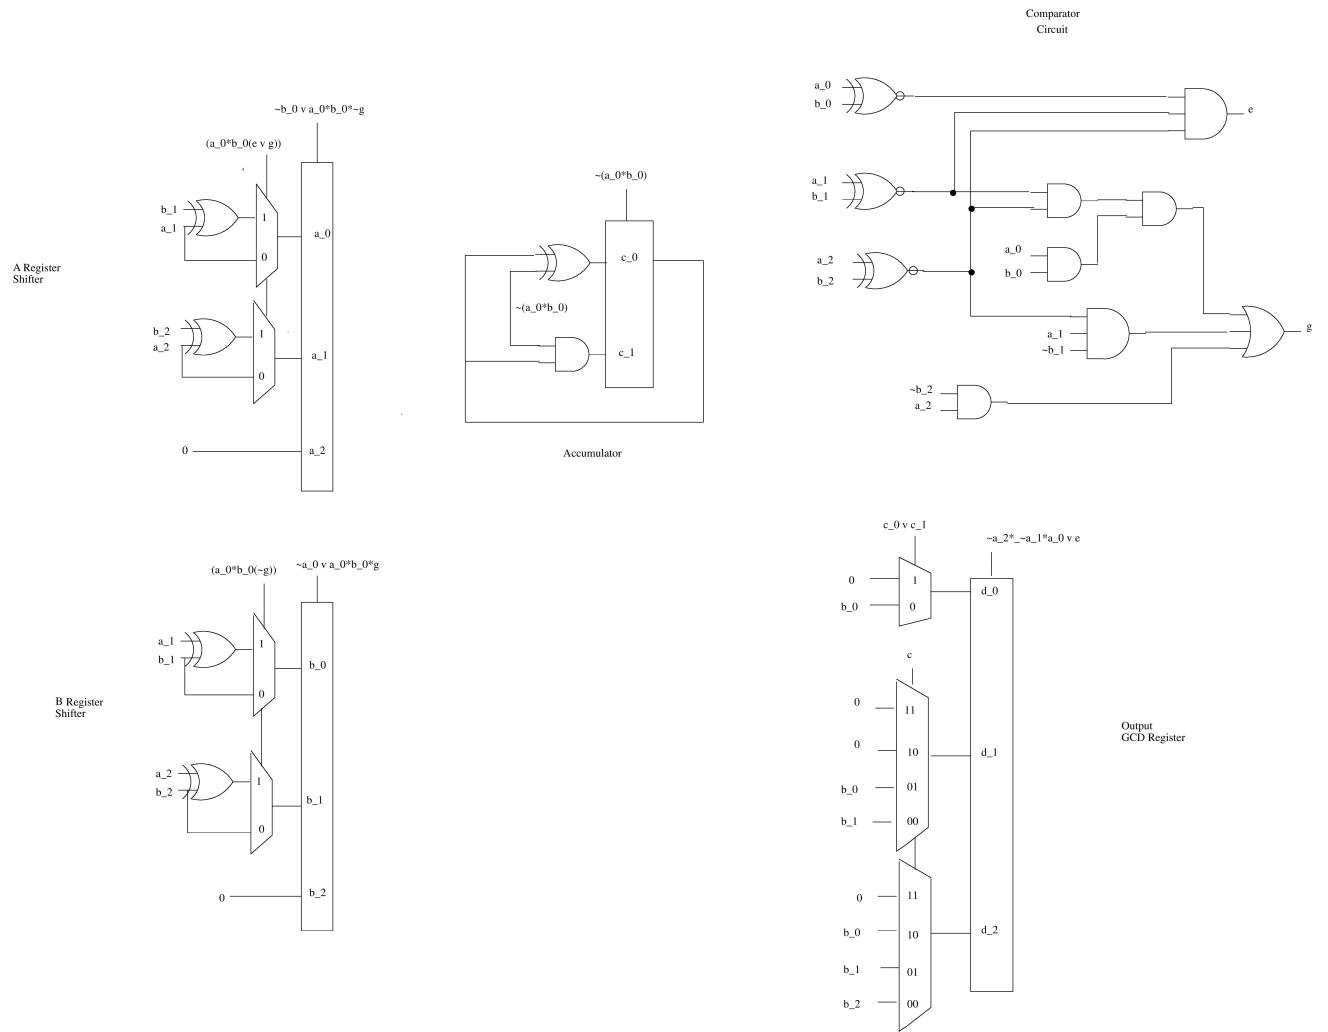 Comparator
Circuit
a_0
b_0
e
a_1
b_1
a_0
b_0
a_2
b_2
a_1
~b_1
g
~b_2
a_2
~b_0 v a_0*b_0*~g
(a_0*b_0(e v g))
b_1
a_1
1
0
a_0
A Register
Shifter
b_2
a_2
1
0
a_1
0
a_2
~(a_0*b_0)
c_0
~(a_0*b_0)
c_1
Accumulator
(a_0*b_0(~g))
~a_0 v a_0*b_0*g
a_1
b_1
1
0
b_0
B Register
Shifter
a_2
b_2
1
0
b_1
0
b_2
c_0 v c_1
~a_2*_~a_1*a_0 v e
0
1
b_0
0
d_0
c
0
11
0
10
b_0
01
b_1
00
d_1
Output
GCD Register
0
11
b_0
10
b_1
01
b_2
00
d_2